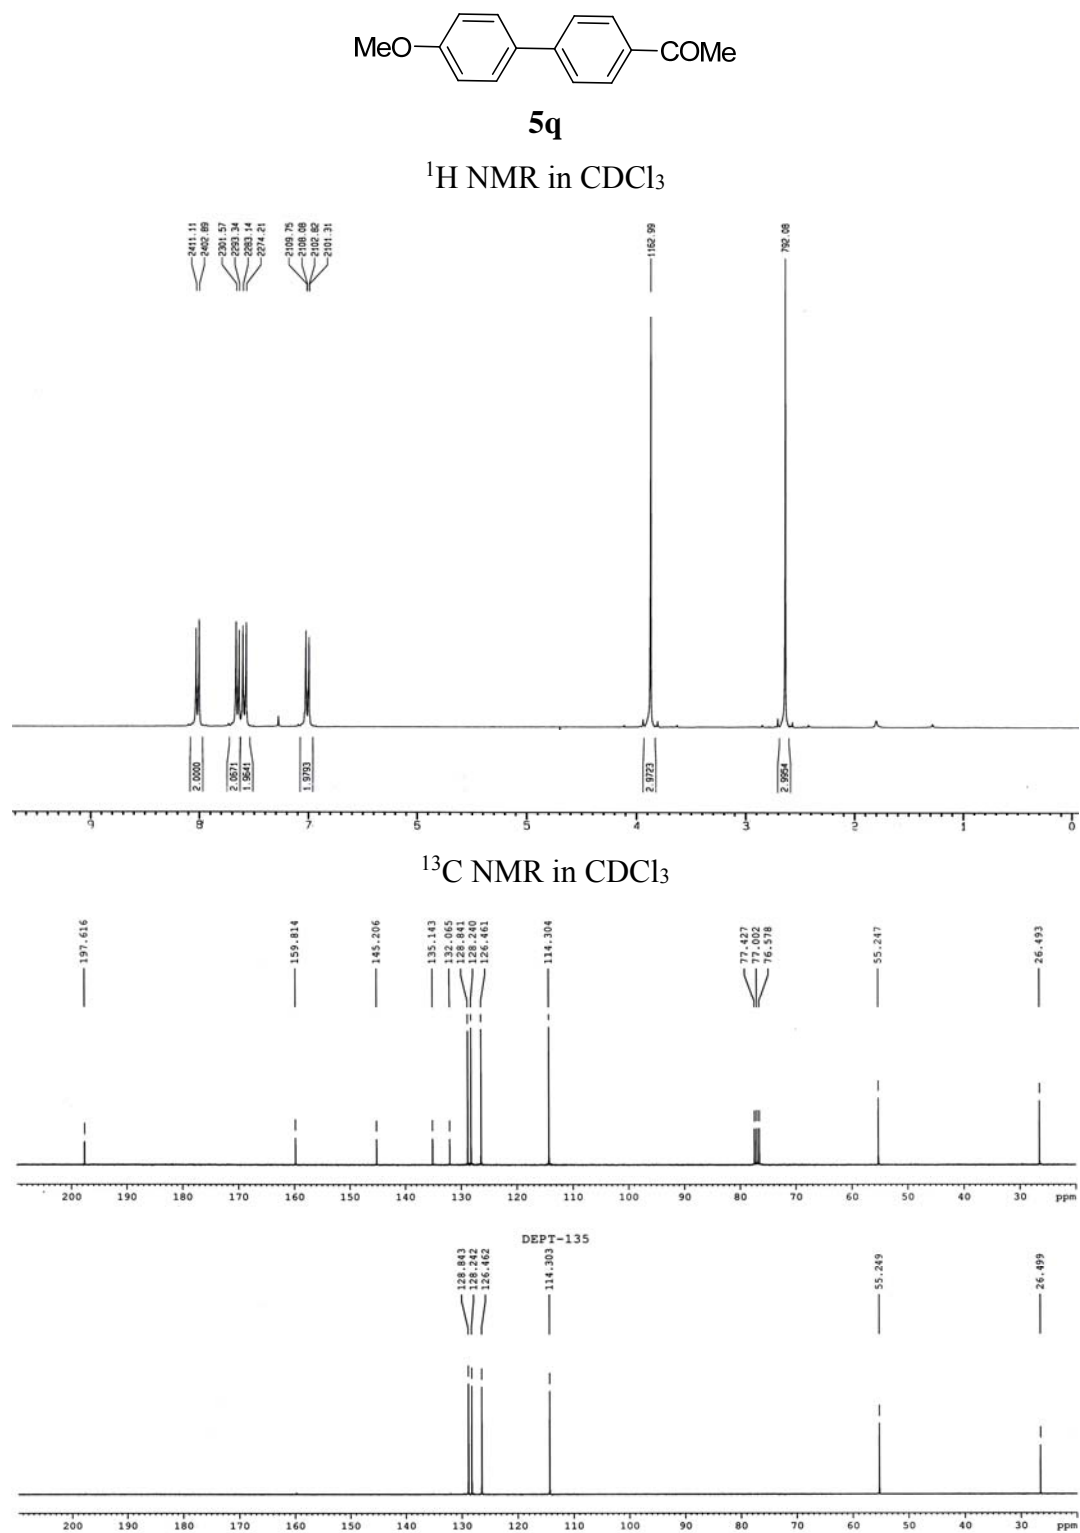 MeO COMe
5q
1H NMR in CDCl3
2411.11 2402.89 2301.57 2293.34 2283.14 2274.21 2109.75 2108.08 2102.82 2101.31 1162.99 792.08
2.0000 2.0671 1.9641 1.9793 2.9723 2.9954
9 8 7 5 4 3 2 1 0
13C NMR in CDCl3
197.616 159.814 145.206 135.143 132.065 128.841 128.240 126.461 114.304 77.427 77.002 76.578 55.247 26.493
200 190 180 170 160 150 140 130 120 110 100 90 80 70 60 50 40 30 ppm
DEPT-135
128.843 128.242 126.462 114.303 55.249 26.499
200 190 180 170 160 150 140 130 120 110 100 90 80 70 60 50 40 30 ppm